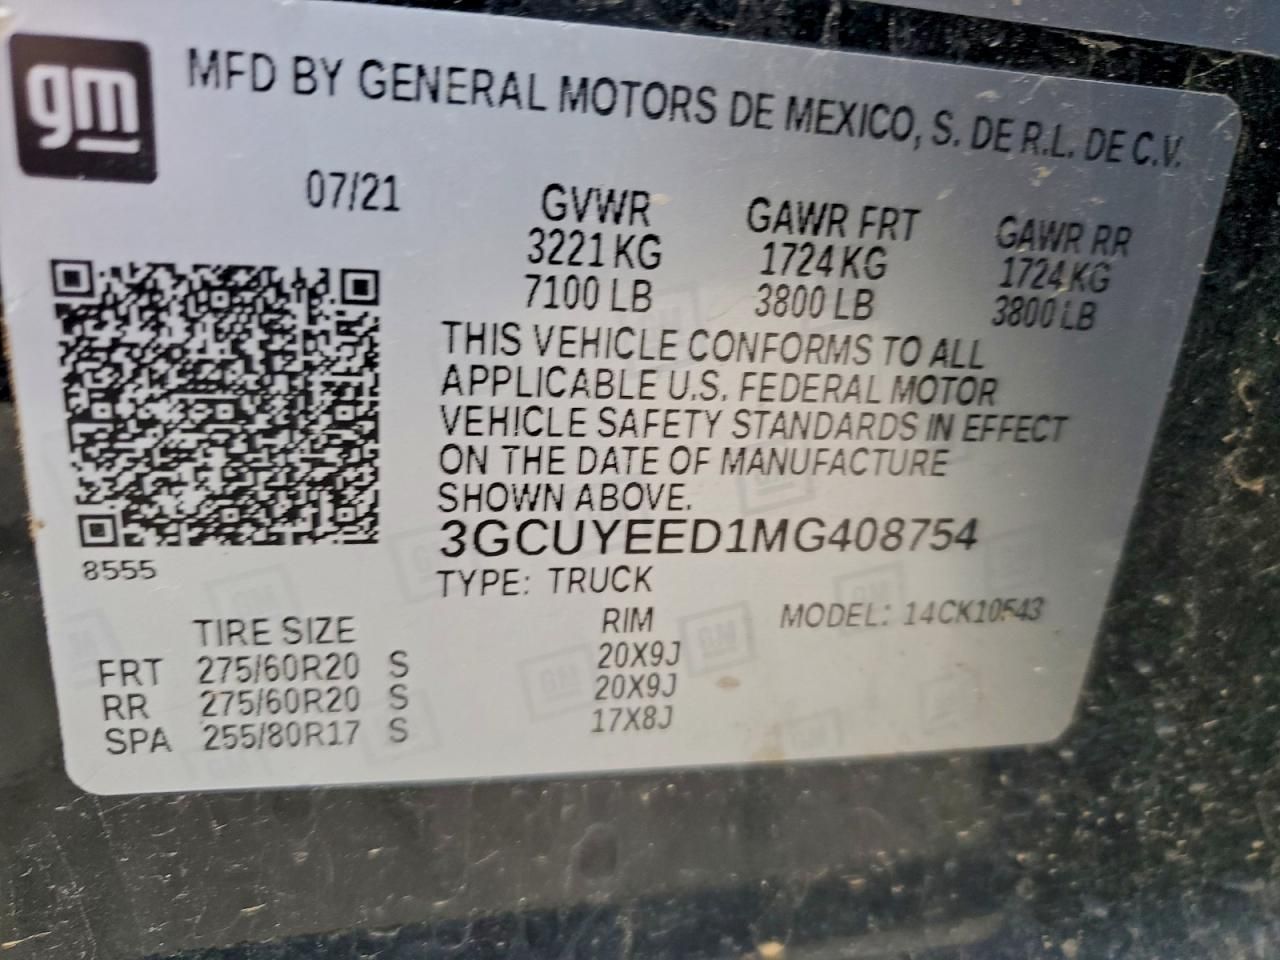 gm
MFD BY GENERAL MOTORS DE MEXICO, S. DE R.L. DE C.V.
07/21
GVWR GAWR FRT GAWR RR
3221 KG 1724 KG 1724 KG
7100 LB 3800 LB 3800 LB
THIS VEHICLE CONFORMS TO ALL
APPLICABLE U.S. FEDERAL MOTOR
VEHICLE SAFETY STANDARDS IN EFFECT
ON THE DATE OF MANUFACTURE
SHOWN ABOVE.
3GCUYEED1MG408754
8555
TYPE: TRUCK
TIRE SIZE RIM MODEL: 14CK10543
FRT 275/60R20 S 20X9J
RR 275/60R20 S 20X9J
SPA 255/80R17 S 17X8J